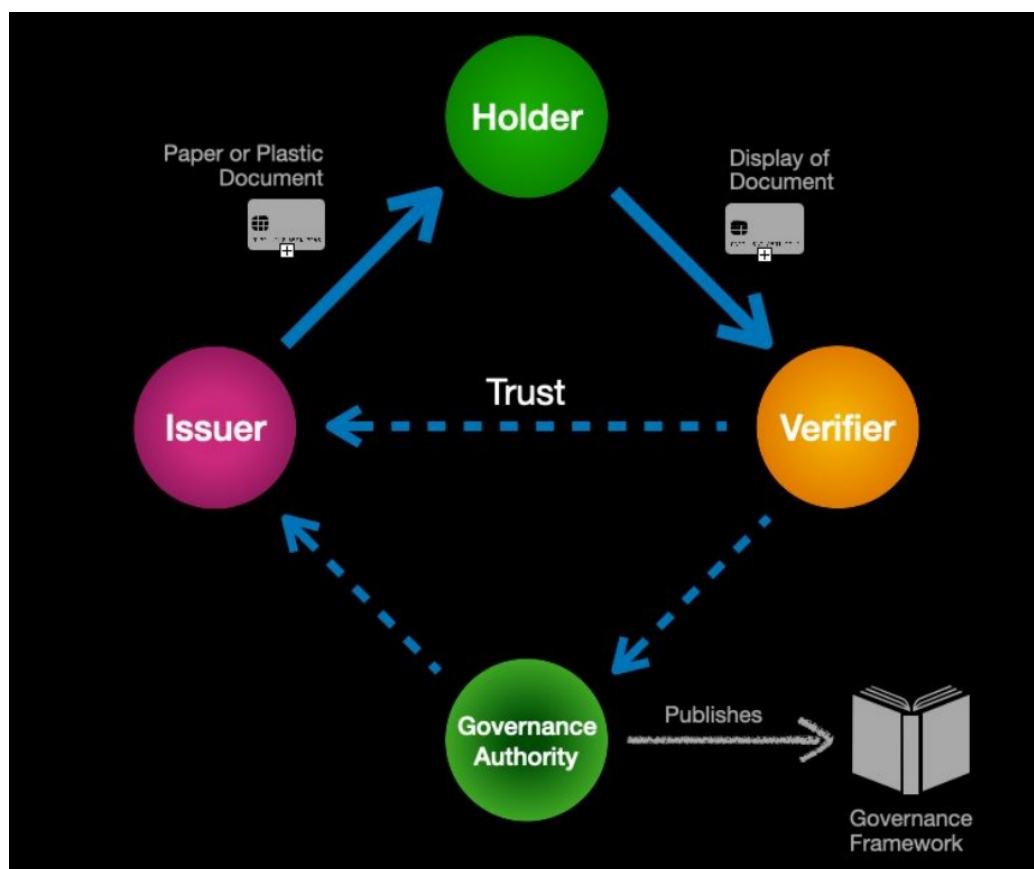 Holder
Paper or Plastic
Document
Display of
Document
Trust
Issuer
Verifier
Governance
Authority
Publishes
Governance
Framework